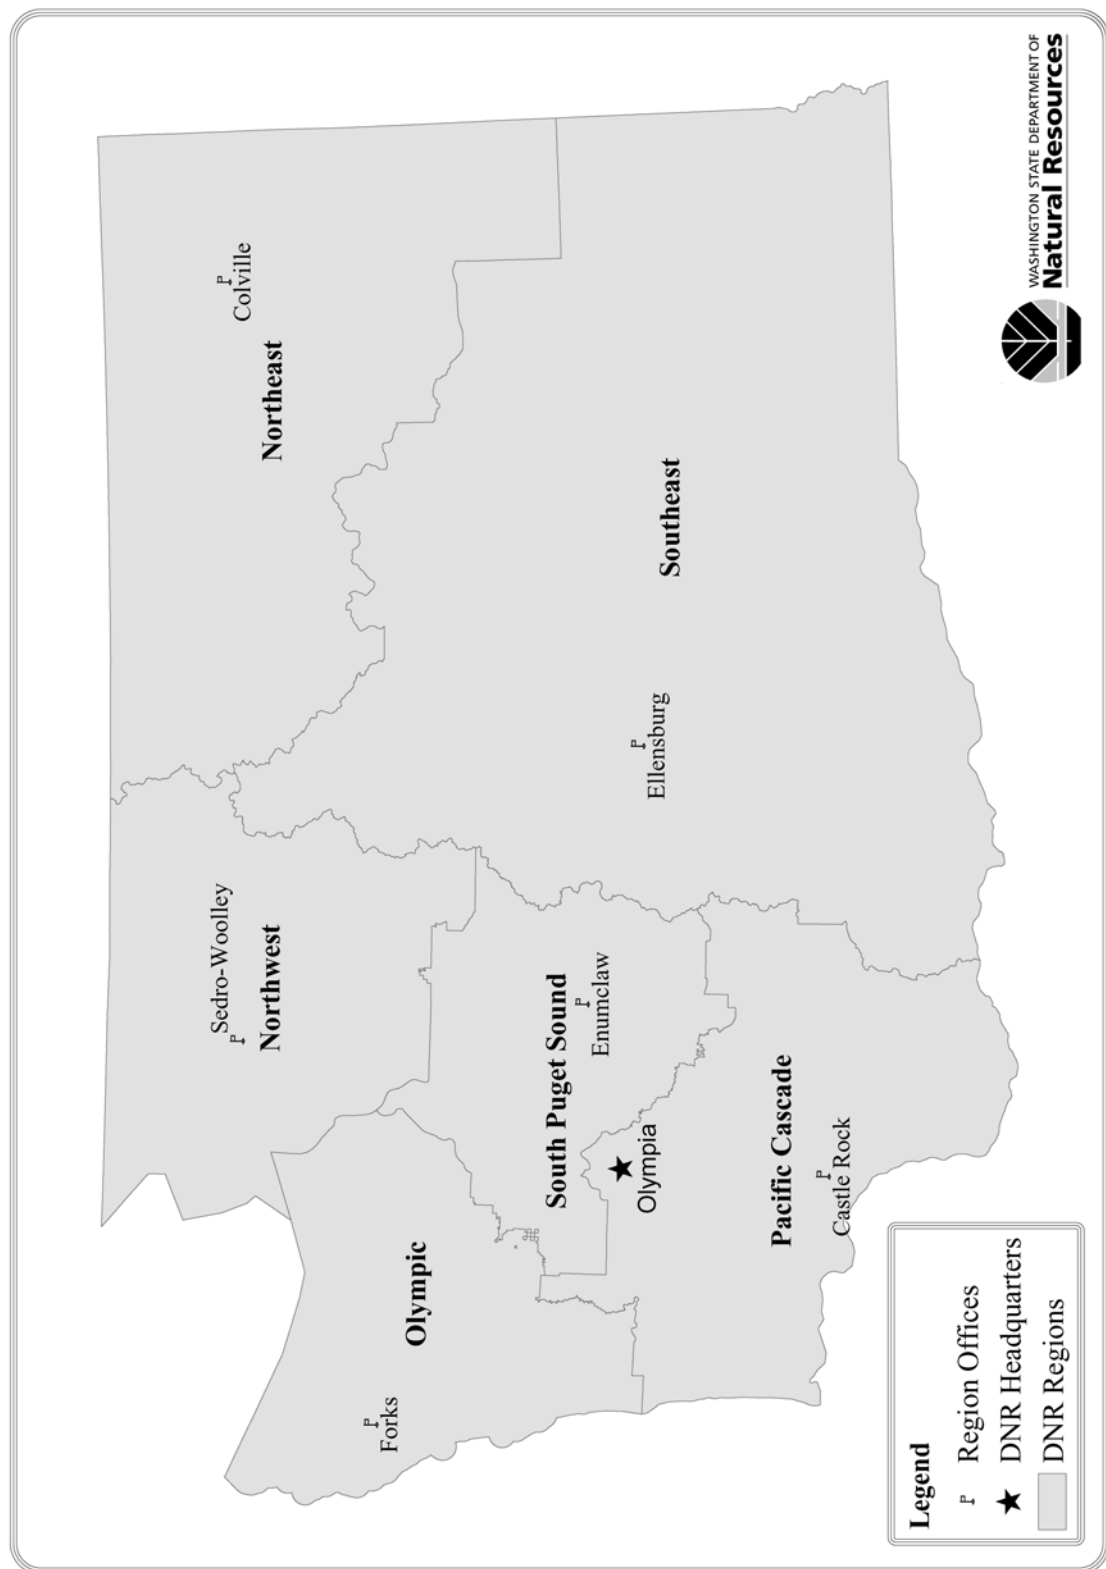 WASHINGTON STATE DEPARTMENT OF
Natural Resources
Colville
Northeast
Sedro-Woolley
Northwest
Southeast
Ellensburg
Olympic
Forks
South Puget Sound
Enumclaw
Olympia
Pacific Cascade
Castle Rock
Legend
Region Offices
DNR Headquarters
DNR Regions